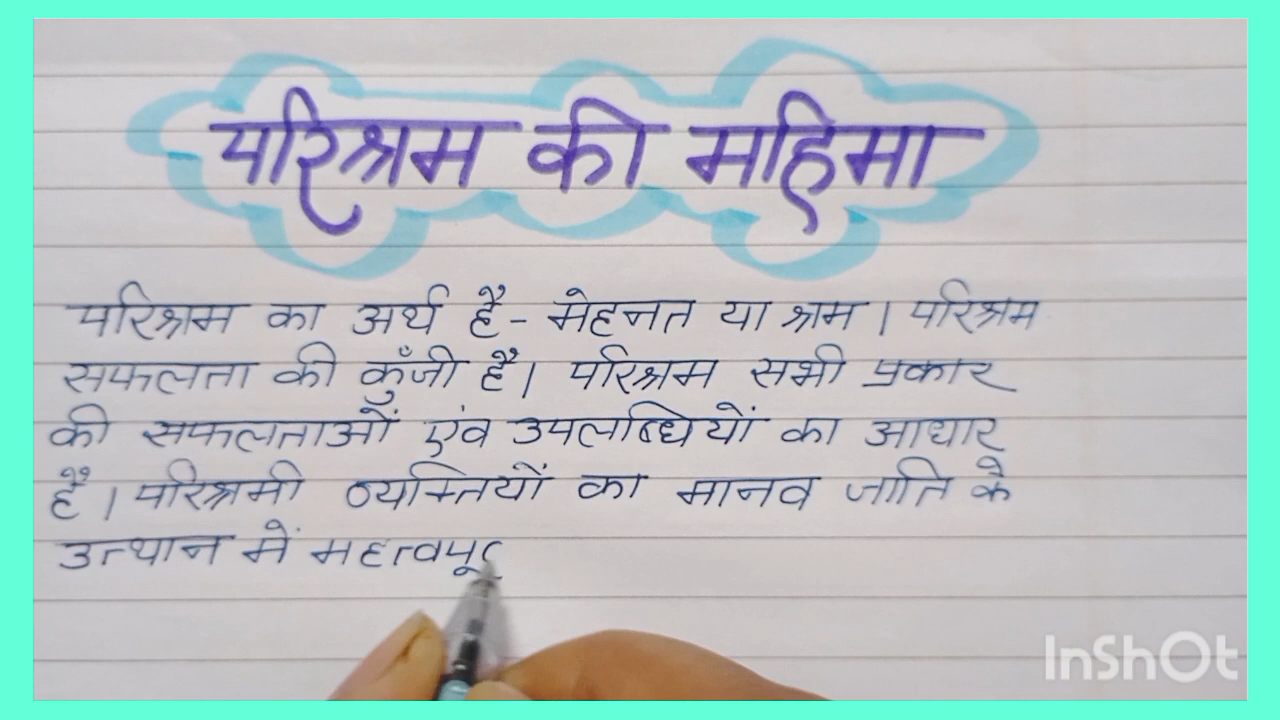 परिश्रम की महिमा
परिश्रम का अर्थ है - मेहनत या श्रम । परिश्रम
सफलता की कुँजी है। परिश्रम सभी प्रकार
की सफलताओं एंव उपलब्धियों का आधार
है । परिश्रमी व्यक्तियों का मानव जाति के
उत्थान में
InShOt